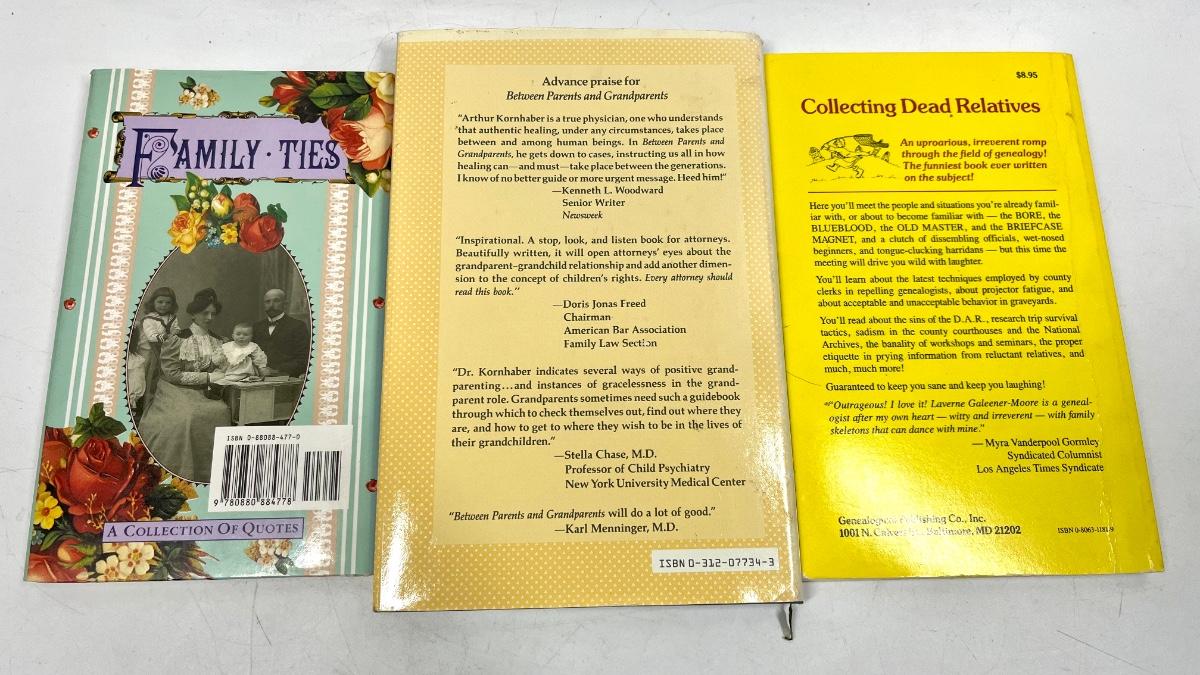 FAMILY · TIES
ISBN 0-88088-477-0
9 780880 884778
A COLLECTION OF QUOTES
Advance praise for
Between Parents and Grandparents
"Arthur Kornhaber is a true physician, one who understands
that authentic healing, under any circumstances, takes place
between and among human beings. In Between Parents and
Grandparents, he gets down to cases, instructing us all in how
healing can—and must—take place between the generations.
I know of no better guide or more urgent message. Heed him!"
—Kenneth L. Woodward
Senior Writer
Newsweek
"Inspirational. A stop, look, and listen book for attorneys.
Beautifully written, it will open attorneys' eyes about the
grandparent–grandchild relationship and add another dimen-
sion to the concept of children's rights. Every attorney should
read this book."
—Doris Jonas Freed
Chairman
American Bar Association
Family Law Section
"Dr. Kornhaber indicates several ways of positive grand-
parenting...and instances of gracelessness in the grand-
parent role. Grandparents sometimes need such a guidebook
through which to check themselves out, find out where they
are, and how to get to where they wish to be in the lives of
their grandchildren."
—Stella Chase, M.D.
Professor of Child Psychiatry
New York University Medical Center
"Between Parents and Grandparents will do a lot of good."
—Karl Menninger, M.D.
ISBN 0-312-07734-3
$8.95
Collecting Dead Relatives
An uproarious, irreverent romp
through the field of genealogy!
The funniest book ever written
on the subject!
Here you'll meet the people and situations you're already famil-
iar with, or about to become familiar with — the BORE, the
BLUEBLOOD, the OLD MASTER, and the BRIEFCASE
MAGNET, and a clutch of dissembling officials, wet-nosed
beginners, and tongue-clucking harridans — but this time the
meeting will drive you wild with laughter.
You'll learn about the latest techniques employed by county
clerks in repelling genealogists, about projector fatigue, and
about acceptable and unacceptable behavior in graveyards.
You'll read about the sins of the D.A.R., research trip survival
tactics, sadism in the county courthouses and the National
Archives, the banality of workshops and seminars, the proper
etiquette in prying information from reluctant relatives, and
much, much more!
Guaranteed to keep you sane and keep you laughing!
"Outrageous! I love it! Laverne Galeener-Moore is a geneal-
ogist after my own heart — witty and irreverent — with family
skeletons that can dance with mine."
— Myra Vanderpool Gormley
Syndicated Columnist
Los Angeles Times Syndicate
Genealogical Publishing Co., Inc.
1001 N. Calvert St., Baltimore, MD 21202
ISBN 0-8063-1181-9